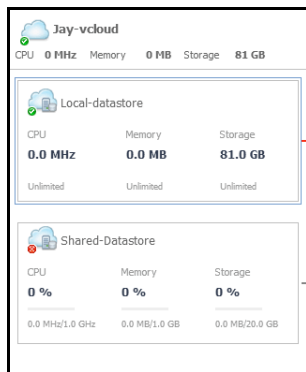 Jay-vcloud
CPU 0 MHz Memory 0 MB Storage 81 GB
Local-datastore
CPU Memory Storage
0.0 MHz 0.0 MB 81.0 GB
Unlimited Unlimited Unlimited
Shared-Datastore
CPU Memory Storage
0 % 0 % 0 %
0.0 MHz/1.0 GHz 0.0 MB/1.0 GB 0.0 MB/20.0 GB